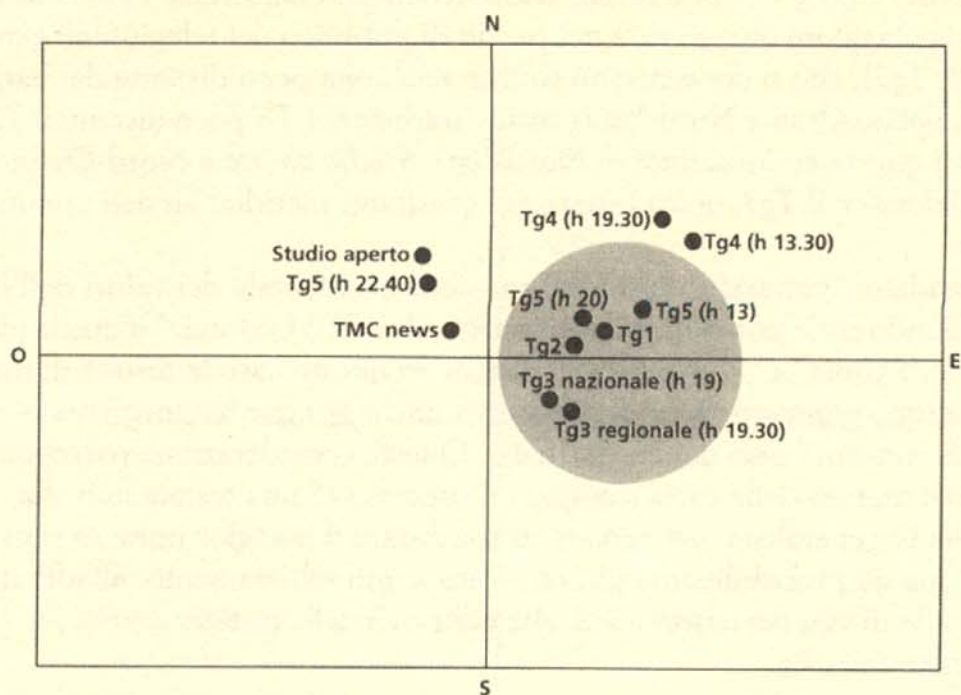 N
Tg4 (h 19.30)
Tg4 (h 13.30)
Studio aperto
Tg5 (h 22.40)
Tg5 (h 20)
Tg5 (h 13)
TMC news
Tg1
Tg2
O
E
Tg3 nazionale (h 19)
Tg3 regionale (h 19.30)
S